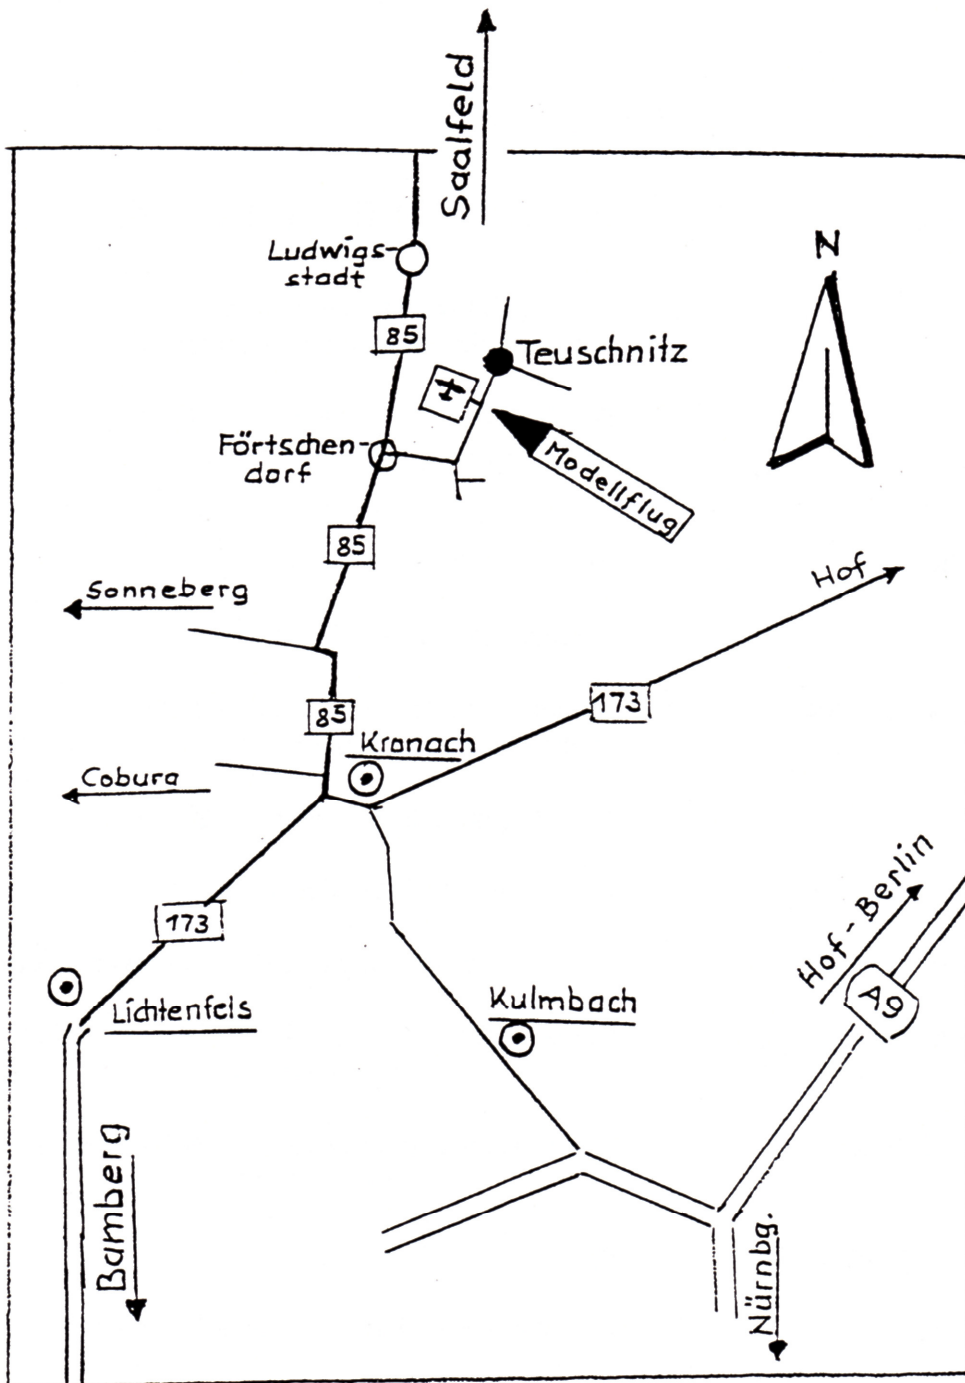 Saalfeld
N
Ludwigs-
stadt
85
Teuschnitz
Förtschen-
dorf
Modellflug
85
Sonneberg
Hof
173
85
Kronach
Coburg
173
Hof-Berlin
A9
Lichtenfels
Kulmbach
Bamberg
Nürnbg.